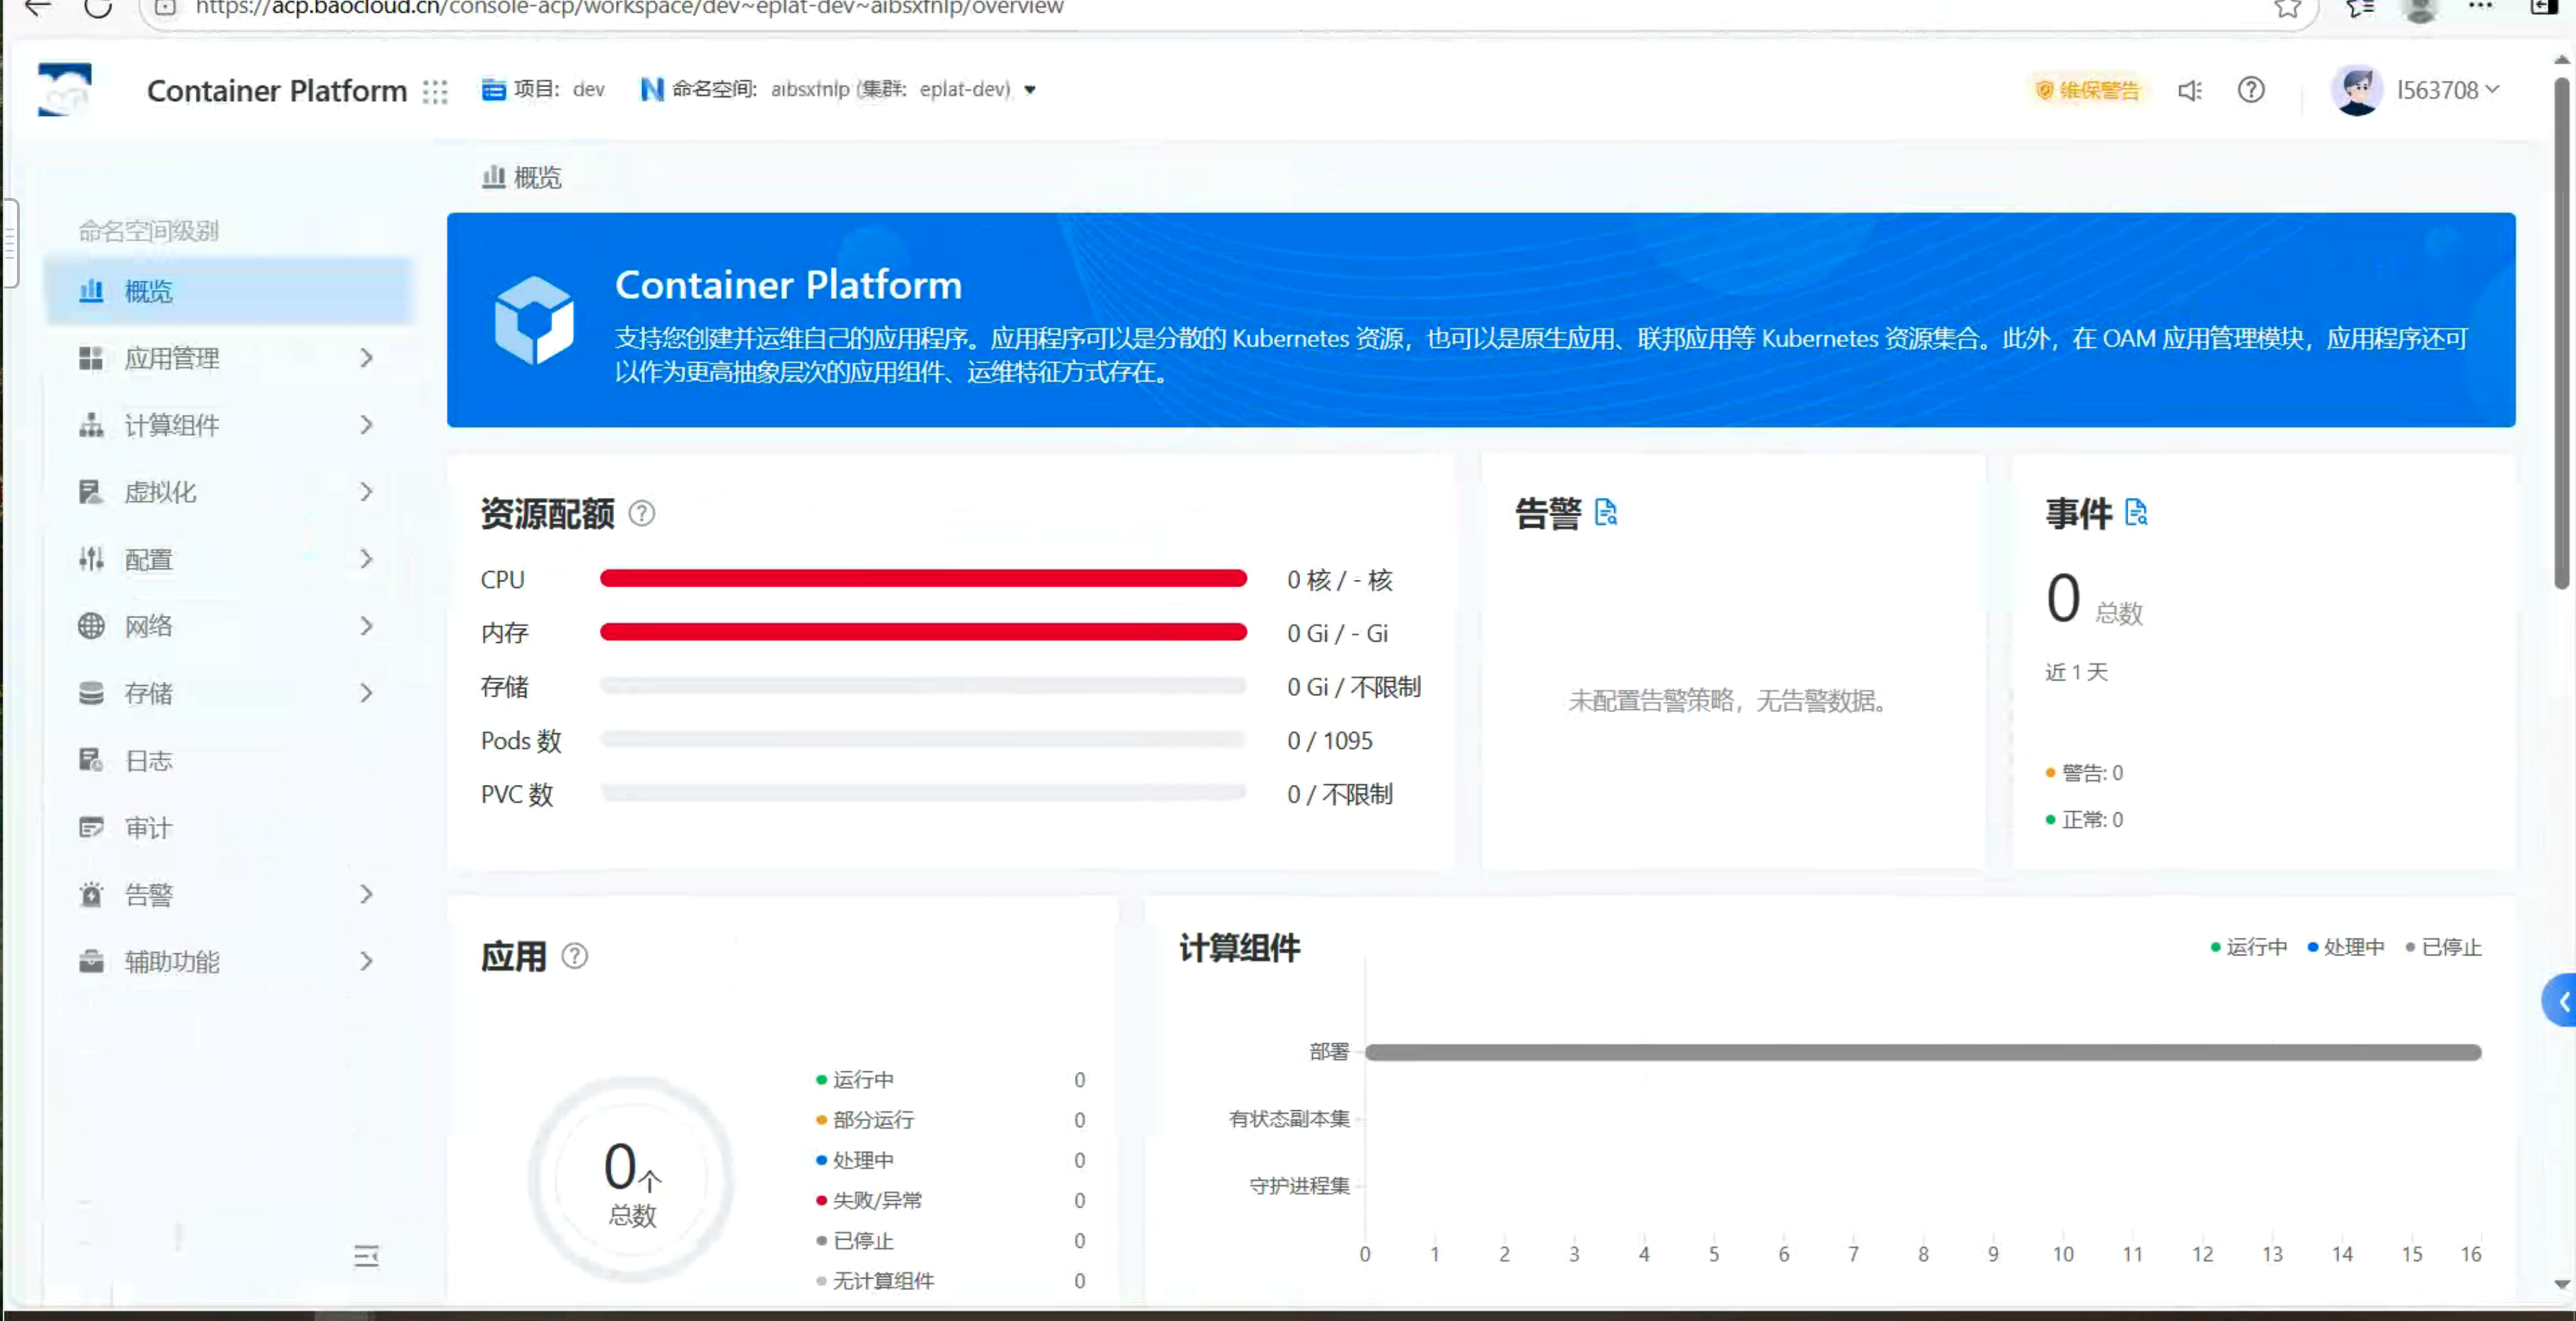 https://acp.baocloud.cn/console-acp/workspace/dev~eplat-dev~aibsxfnlp/overview
Container Platform
项目: dev
命名空间: aibsxfnlp (集群: eplat-dev)
维保警告
l563708
概览
命名空间级别
概览
应用管理
计算组件
虚拟化
配置
网络
存储
日志
审计
告警
辅助功能
Container Platform
支持您创建并运维自己的应用程序。应用程序可以是分散的 Kubernetes 资源，也可以是原生应用、联邦应用等 Kubernetes 资源集合。此外，在 OAM 应用管理模块，应用程序还可
以作为更高抽象层次的应用组件、运维特征方式存在。
资源配额
CPU 0 核 / - 核
内存 0 Gi / - Gi
存储 0 Gi / 不限制
Pods 数 0 / 1095
PVC 数 0 / 不限制
告警
未配置告警策略，无告警数据。
事件
0 总数
近 1 天
警告: 0
正常: 0
应用
0个
总数
运行中 0
部分运行 0
处理中 0
失败/异常 0
已停止 0
无计算组件 0
计算组件
运行中 处理中 已停止
部署
有状态副本集
守护进程集
0 1 2 3 4 5 6 7 8 9 10 11 12 13 14 15 16